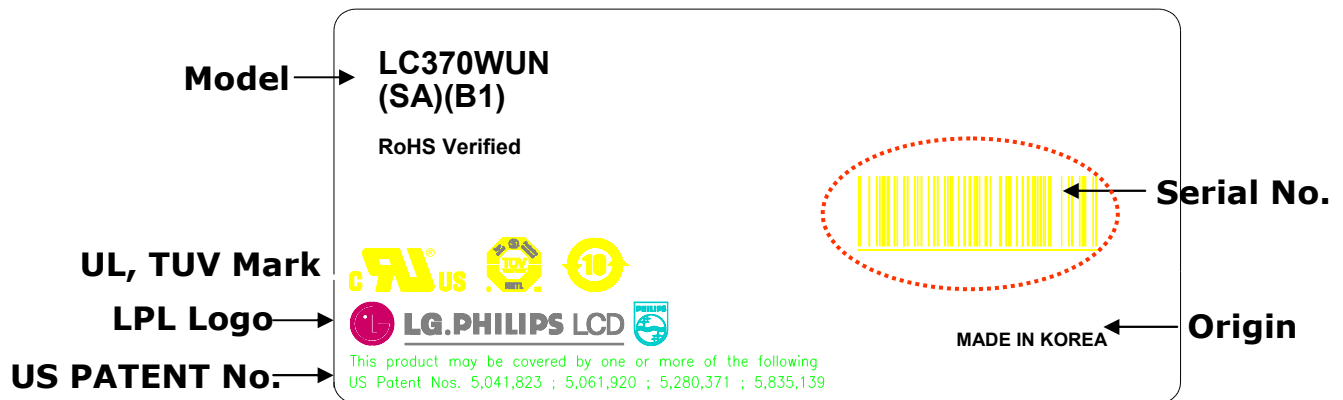 Model
LC370WUN
(SA)(B1)
RoHS Verified
Serial No.
UL, TUV Mark
C US
TUV
10
LPL Logo
LG.PHILIPS LCD
PHILIPS
MADE IN KOREA
Origin
US PATENT No.
This product may be covered by one or more of the following
US Patent Nos. 5,041,823 ; 5,061,920 ; 5,280,371 ; 5,835,139